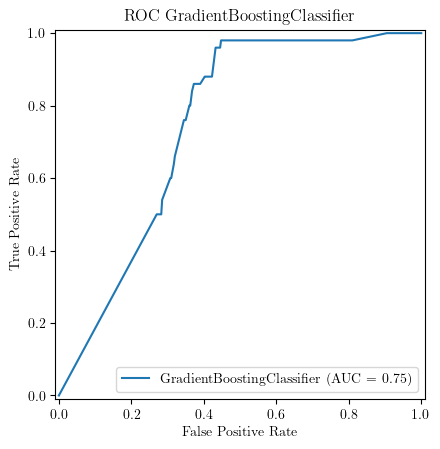 ROC GradientBoostingClassifier
1.0
0.8
0.6
0.4
0.2
0.0
True Positive Rate
GradientBoostingClassifier (AUC = 0.75)
0.0 0.2 0.4 0.6 0.8 1.0
False Positive Rate